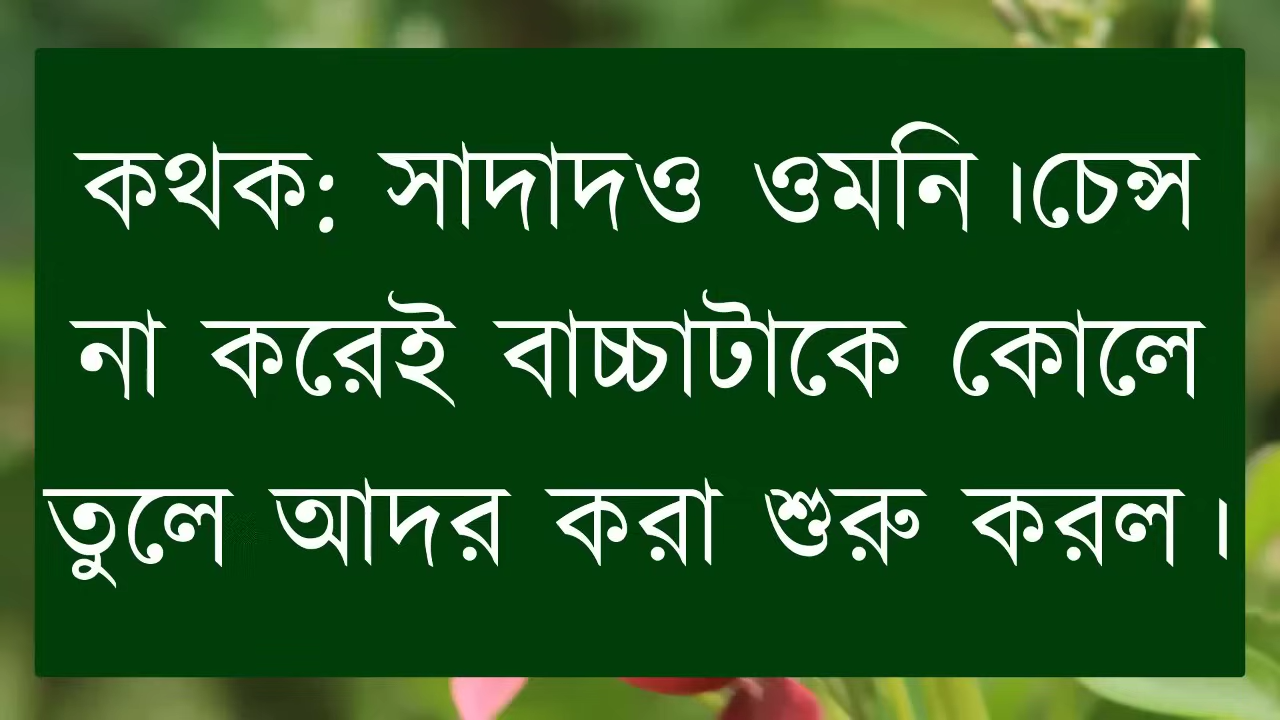 কথক: সাদাদও ওমনি।চেন্স
না করেই বাচ্চাটাকে কোলে
তুলে আদর করা শুরু করল।